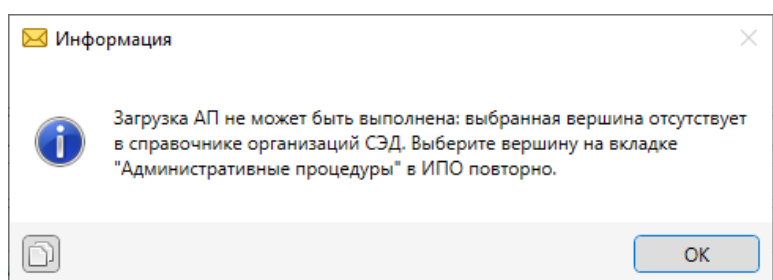 Информация
Загрузка АП не может быть выполнена: выбранная вершина отсутствует
в справочнике организаций СЭД. Выберите вершину на вкладке
"Административные процедуры" в ИПО повторно.
ОК